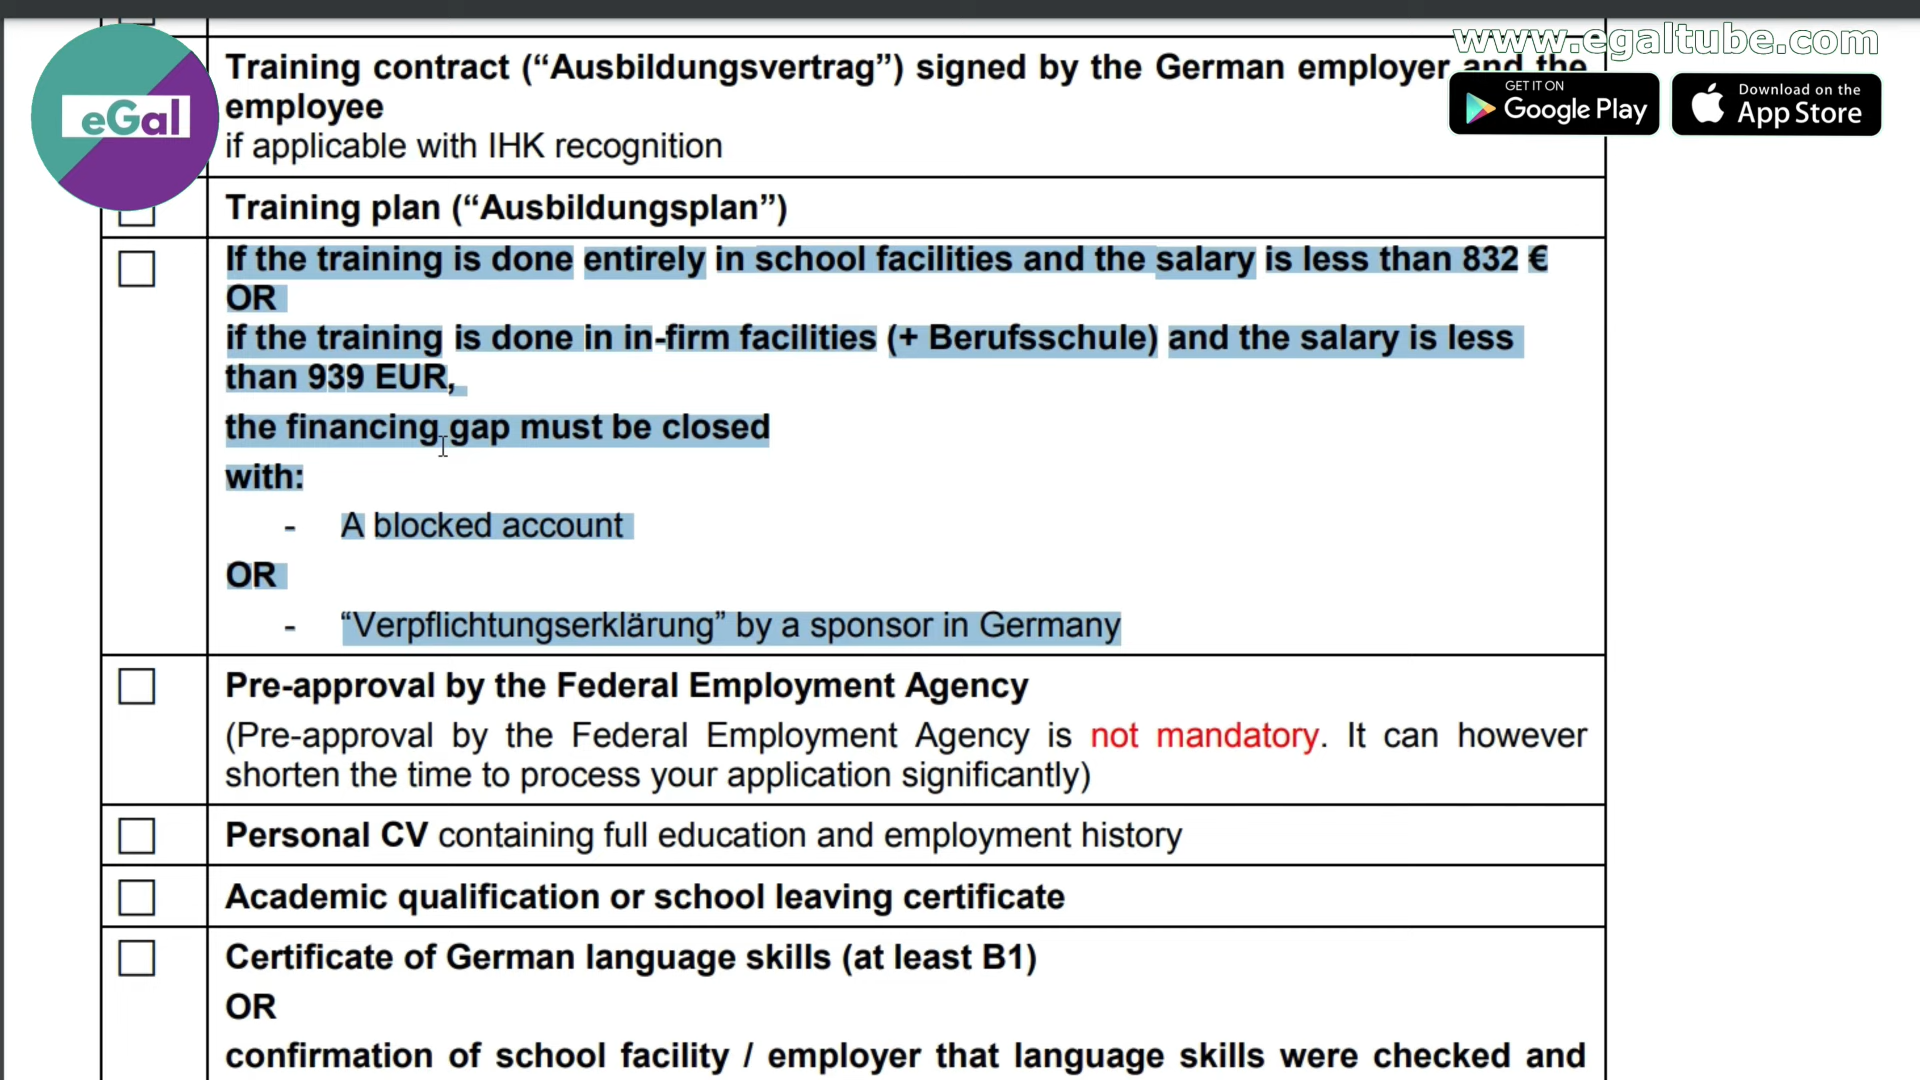 www.egaltube.com
eGal
GET IT ON
Google Play
Download on the
App Store
Training contract (“Ausbildungsvertrag”) signed by the German employer and the
employee
if applicable with IHK recognition
Training plan (“Ausbildungsplan”)
If the training is done entirely in school facilities and the salary is less than 832 €
OR
if the training is done in in-firm facilities (+ Berufsschule) and the salary is less
than 939 EUR,
the financing gap must be closed
with:
- A blocked account
OR
- “Verpflichtungserklärung” by a sponsor in Germany
Pre-approval by the Federal Employment Agency
(Pre-approval by the Federal Employment Agency is not mandatory. It can however
shorten the time to process your application significantly)
Personal CV containing full education and employment history
Academic qualification or school leaving certificate
Certificate of German language skills (at least B1)
OR
confirmation of school facility / employer that language skills were checked and